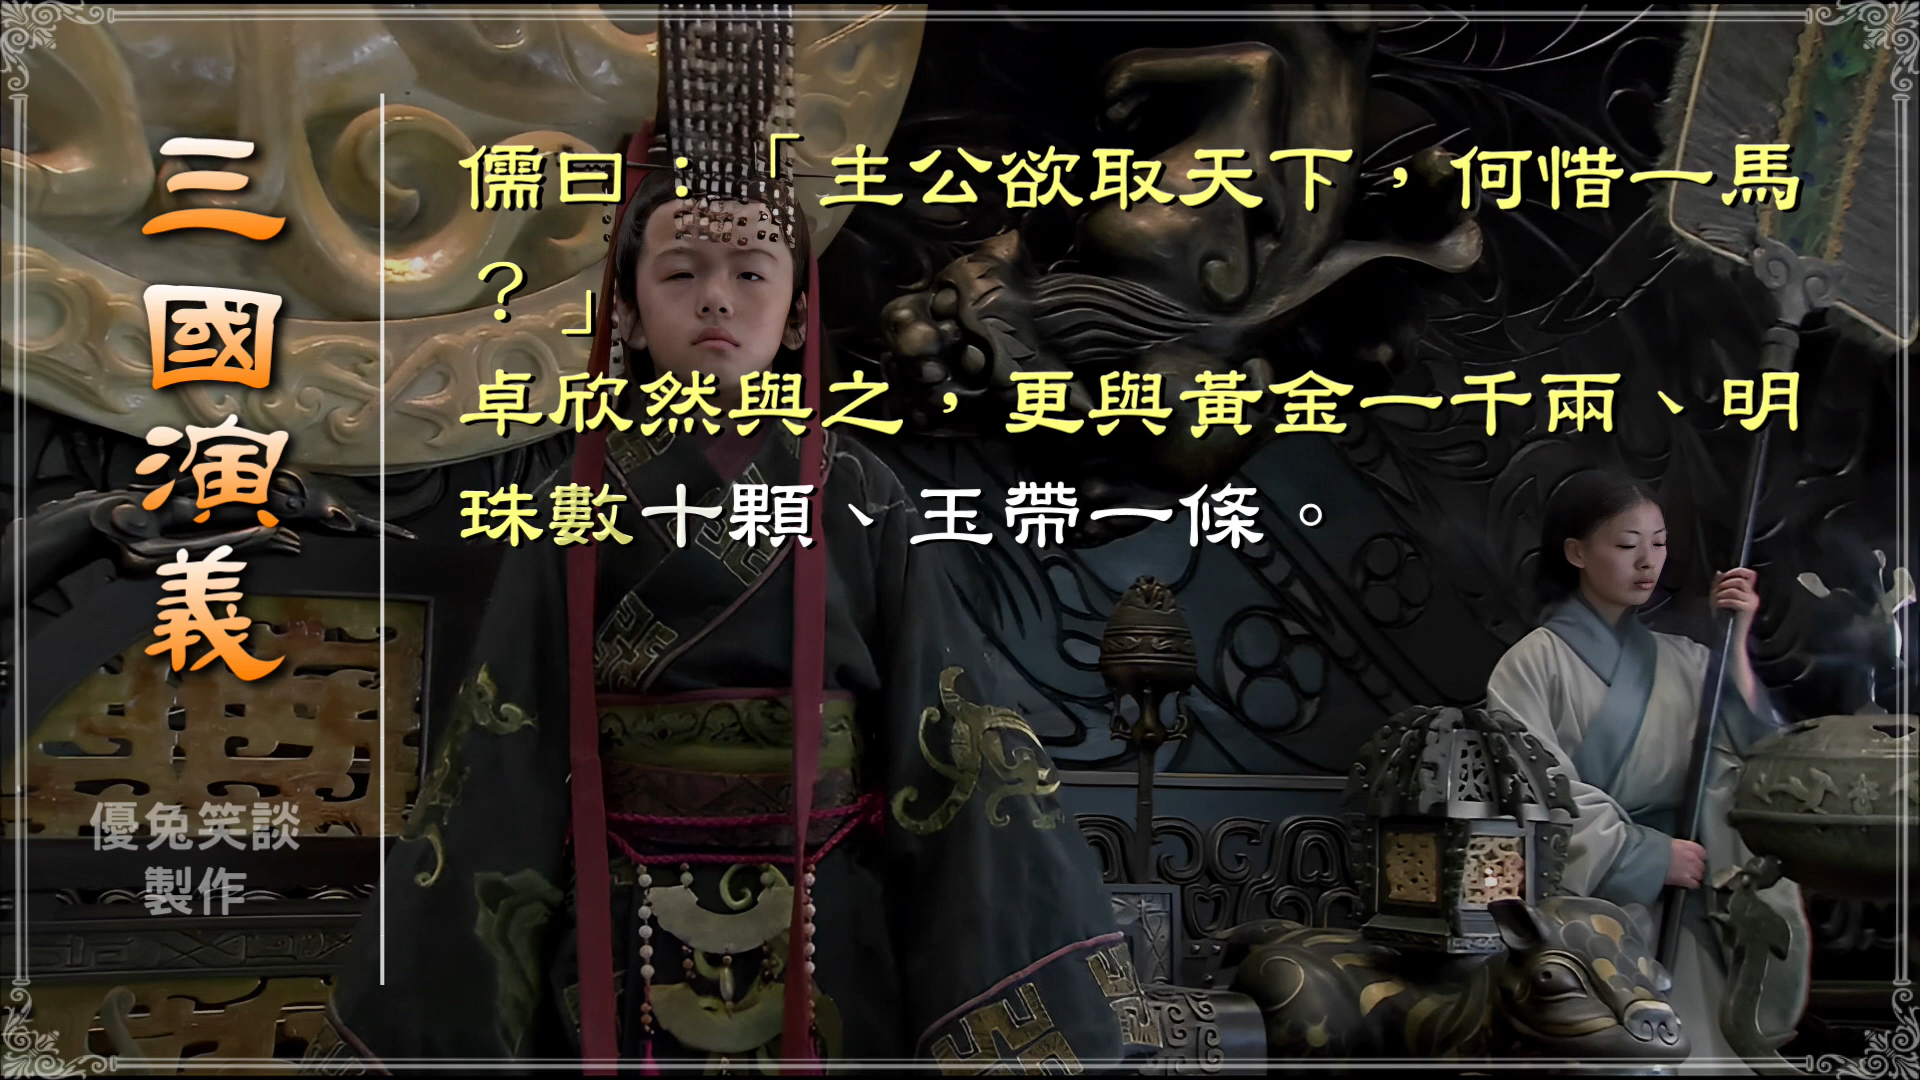 三國演義
優兔笑談
製作
儒曰：「主公欲取天下，何惜一馬
？」
卓欣然與之，更與黃金一千兩、明
珠數十顆、玉帶一條。